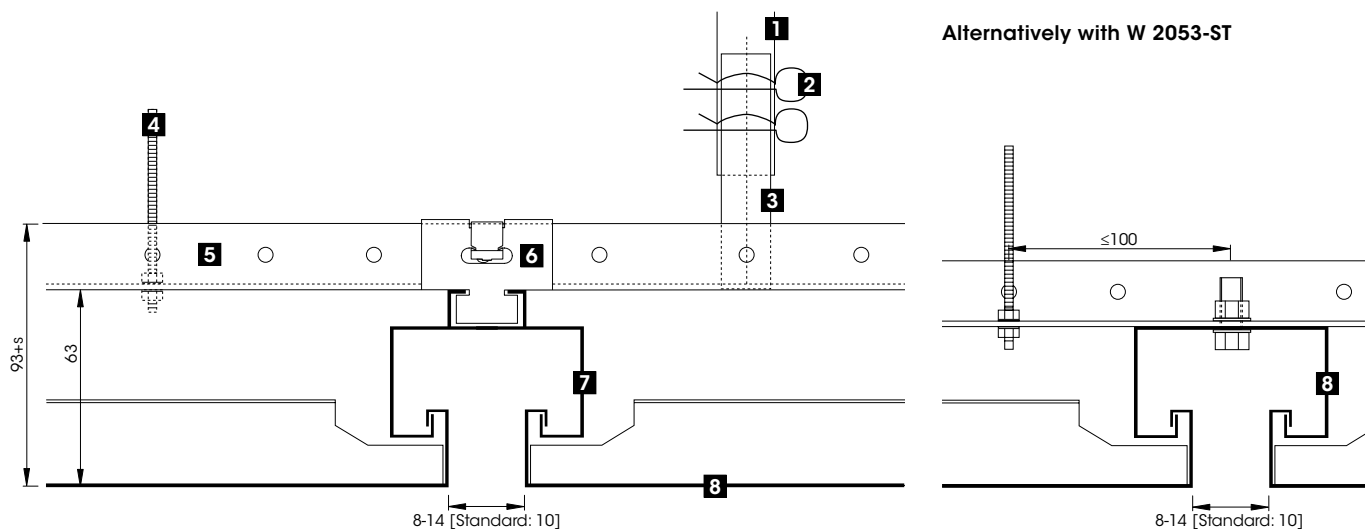 1
Alternatively with W 2053-ST
2
4
3
≤100
5
6
93+s
63
7
8
8
8-14 [Standard: 10]
8-14 [Standard: 10]